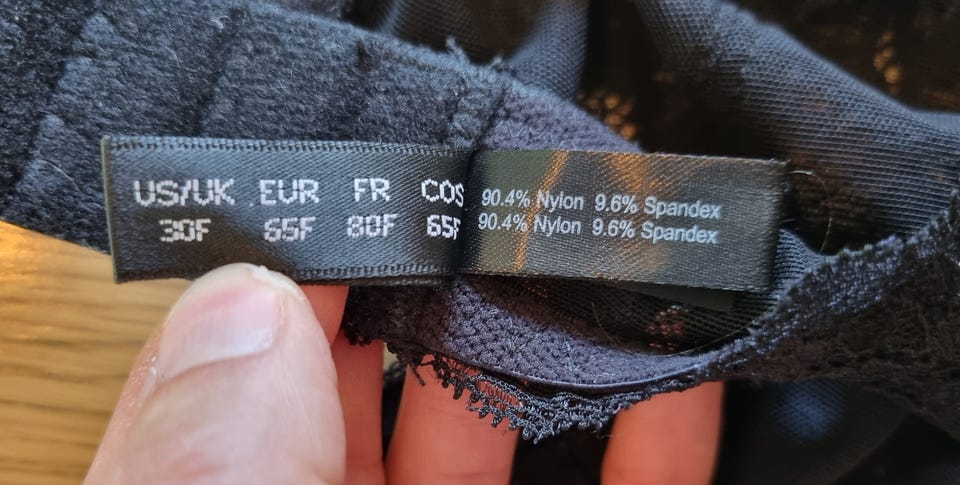 US/UK EUR FR COS
30F 65F 80F 65F
90.4% Nylon 9.6% Spandex
90.4% Nylon 9.6% Spandex